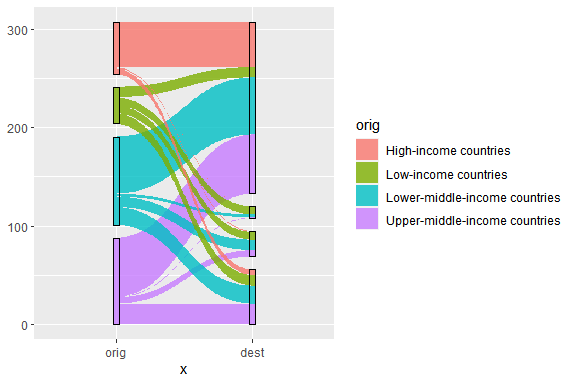 300
200
100
0
orig
dest
x
orig
High-income countries
Low-income countries
Lower-middle-income countries
Upper-middle-income countries